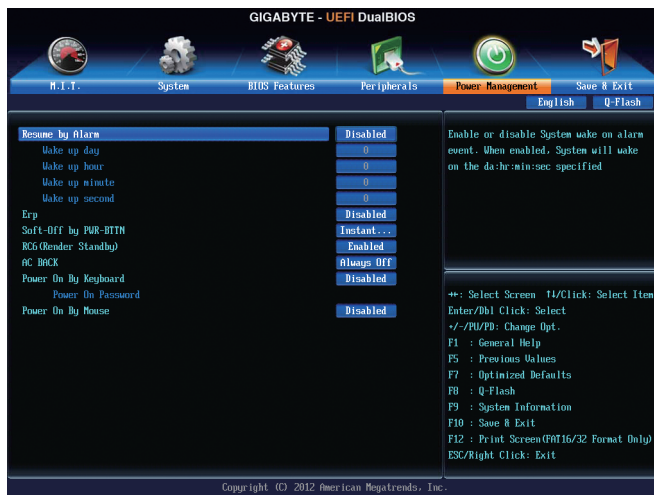 GIGABYTE - UEFI DualBIOS
M.I.T.
System
BIOS Features
Peripherals
Power Management
Save & Exit
English
Q-Flash
Resume by Alarm Disabled
Wake up day 0
Wake up hour 0
Wake up minute 0
Wake up second 0
Erp Disabled
Soft-Off by PWR-BTTN Instant...
RC6(Render Standby) Enabled
AC BACK Always Off
Power On By Keyboard Disabled
Power On Password
Power On By Mouse Disabled
Enable or disable System wake on alarm
event. When enabled, System will wake
on the da:hr:min:sec specified
→←: Select Screen ↑↓/Click: Select Item
Enter/Dbl Click: Select
+/-/PU/PD: Change Opt.
F1 : General Help
F5 : Previous Values
F7 : Optimized Defaults
F8 : Q-Flash
F9 : System Information
F10 : Save & Exit
F12 : Print Screen(FAT16/32 Format Only)
ESC/Right Click: Exit
Copyright (C) 2012 American Megatrends, Inc.